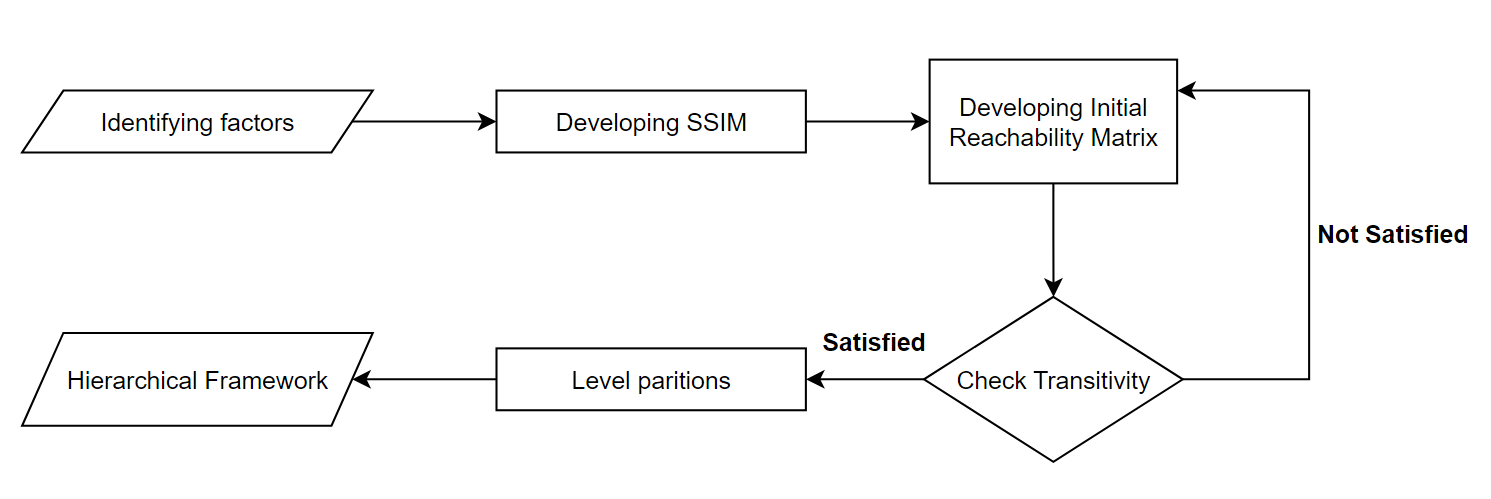 Identifying factors
Developing SSIM
Developing Initial
Reachability Matrix
Not Satisfied
Satisfied
Check Transitivity
Level paritions
Hierarchical Framework